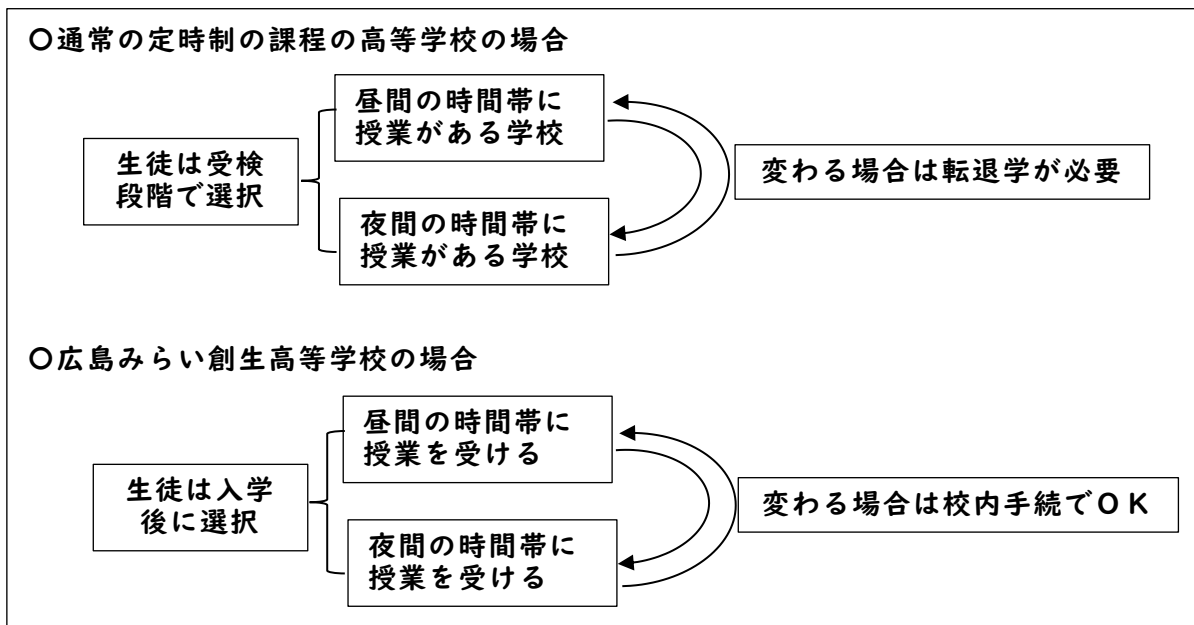 〇通常の定時制の課程の高等学校の場合
昼間の時間帯に
授業がある学校
生徒は受検
段階で選択
変わる場合は転退学が必要
夜間の時間帯に
授業がある学校
〇広島みらい創生高等学校の場合
昼間の時間帯に
授業を受ける
生徒は入学
後に選択
変わる場合は校内手続でOK
夜間の時間帯に
授業を受ける